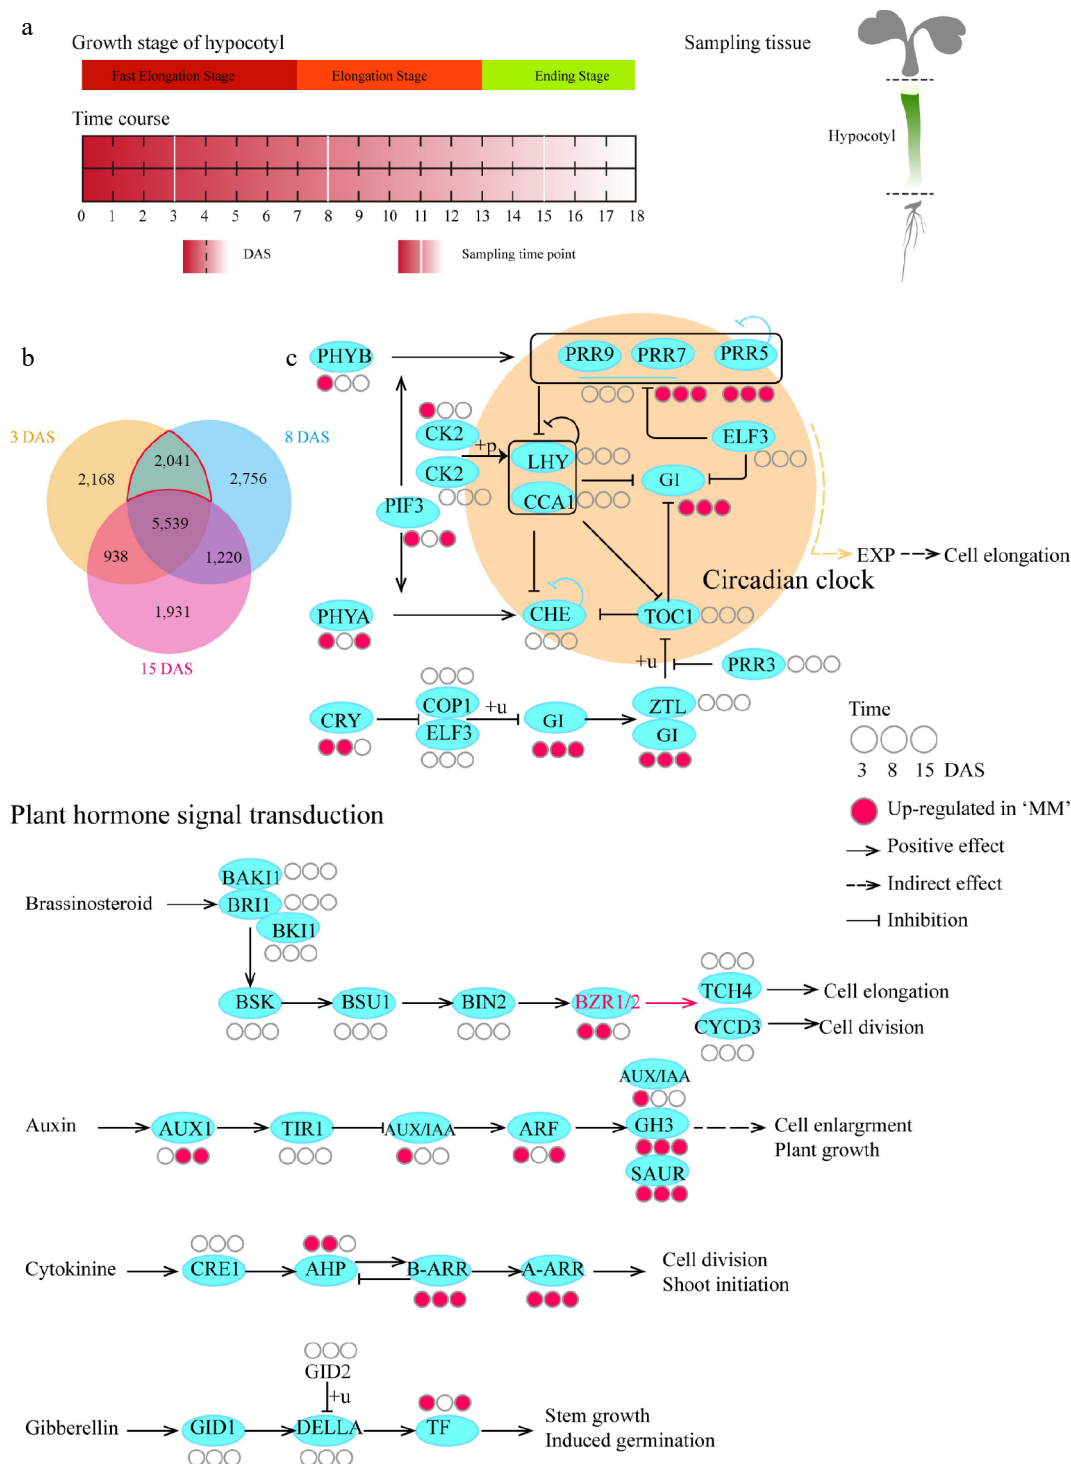 a
Growth stage of hypocotyl
Sampling tissue
Fast Elongation Stage
Elongation Stage
Ending Stage
Time course
Hypocotyl
0 1 2 3 4 5 6 7 8 9 10 11 12 13 14 15 16 17 18
DAS
Sampling time point
b
3 DAS
8 DAS
2,168
2,041
2,756
5,539
938
1,220
1,931
15 DAS
c
PHYB
PRR9
PRR7
PRR5
CK2
+p
CK2
LHY
ELF3
GI
PIF3
CCA1
EXP
Cell elongation
Circadian clock
PHYA
CHE
TOC1
+u
PRR3
CRY
COP1
+u
ELF3
GI
ZTL
GI
Time
3 8 15 DAS
Up-regulated in ‘MM’
Positive effect
Indirect effect
Inhibition
Plant hormone signal transduction
BAKI1
Brassinosteroid
BRI1
BKI1
BSK
BSU1
BIN2
BZR1/2
TCH4
Cell elongation
CYCD3
Cell division
AUX/IAA
Auxin
AUX1
TIR1
AUX/IAA
ARF
GH3
Cell enlargrment
Plant growth
SAUR
Cytokinine
CRE1
AHP
B-ARR
A-ARR
Cell division
Shoot initiation
GID2
+u
Gibberellin
GID1
DELLA
TF
Stem growth
Induced germination